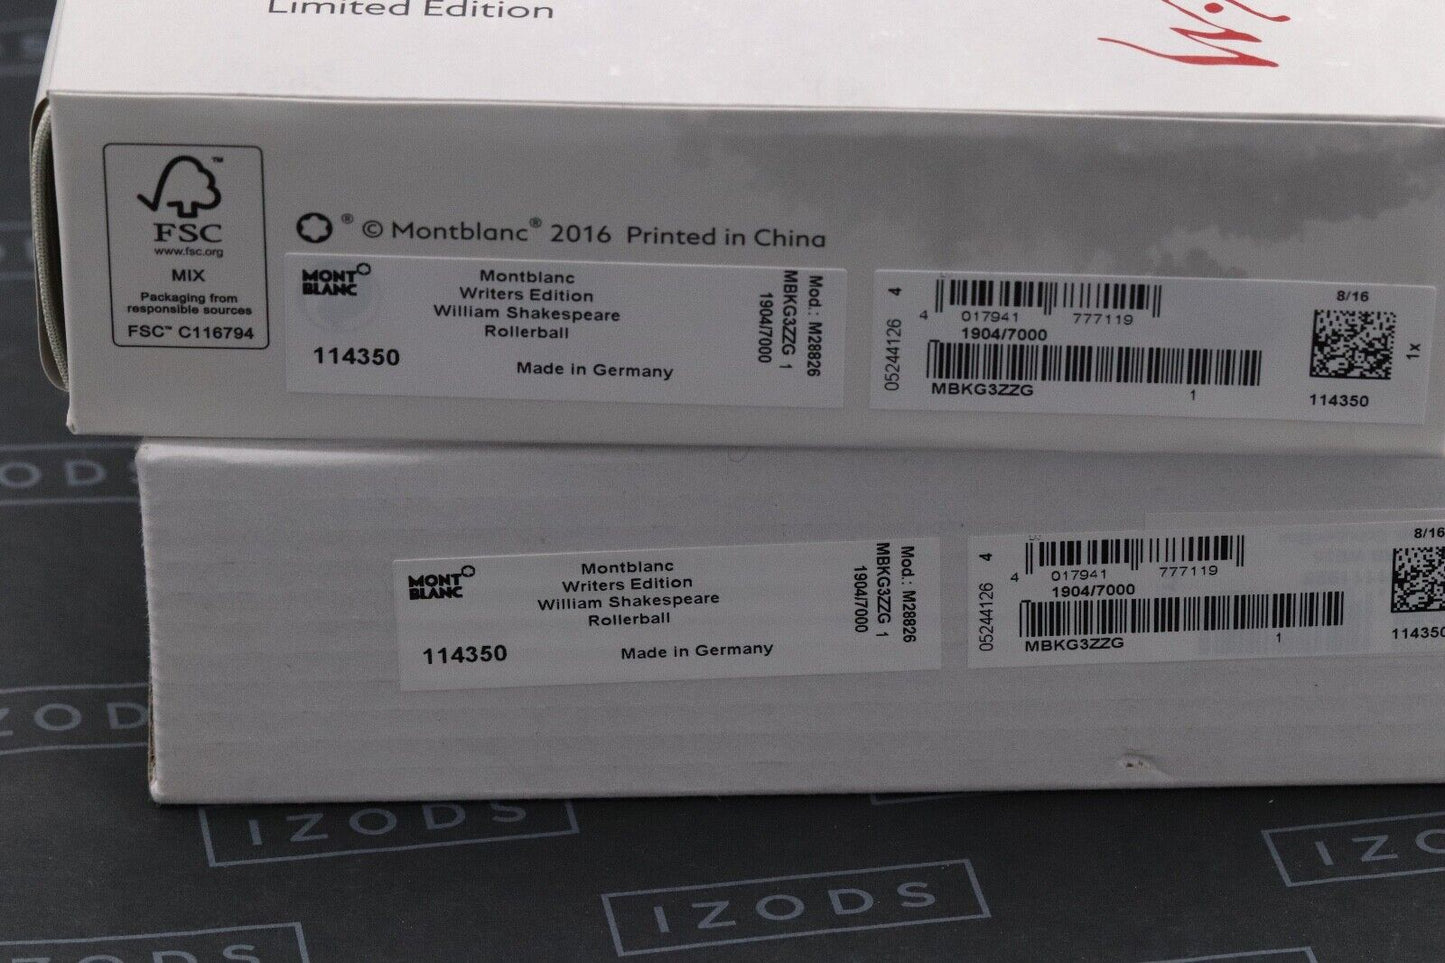 Limited Edition
FSC
www.fsc.org
MIX
Packaging from
responsible sources
FSC™ C116794
® © Montblanc® 2016 Printed in China
MONT
BLANC
Montblanc
Writers Edition
William Shakespeare
Rollerball
114350
Made in Germany
Mod.: M28826
MBKG3ZZG 1
1904/7000
05244126 4
4 017941 777119
1904/7000
MBKG3ZZG 1
8/16
1x
114350
MONT
BLANC
Montblanc
Writers Edition
William Shakespeare
Rollerball
114350
Made in Germany
Mod.: M28826
MBKG3ZZG 1
1904/7000
05244126 4
4 017941 777119
1904/7000
MBKG3ZZG 1
8/16
114350
IZODS
IZODS